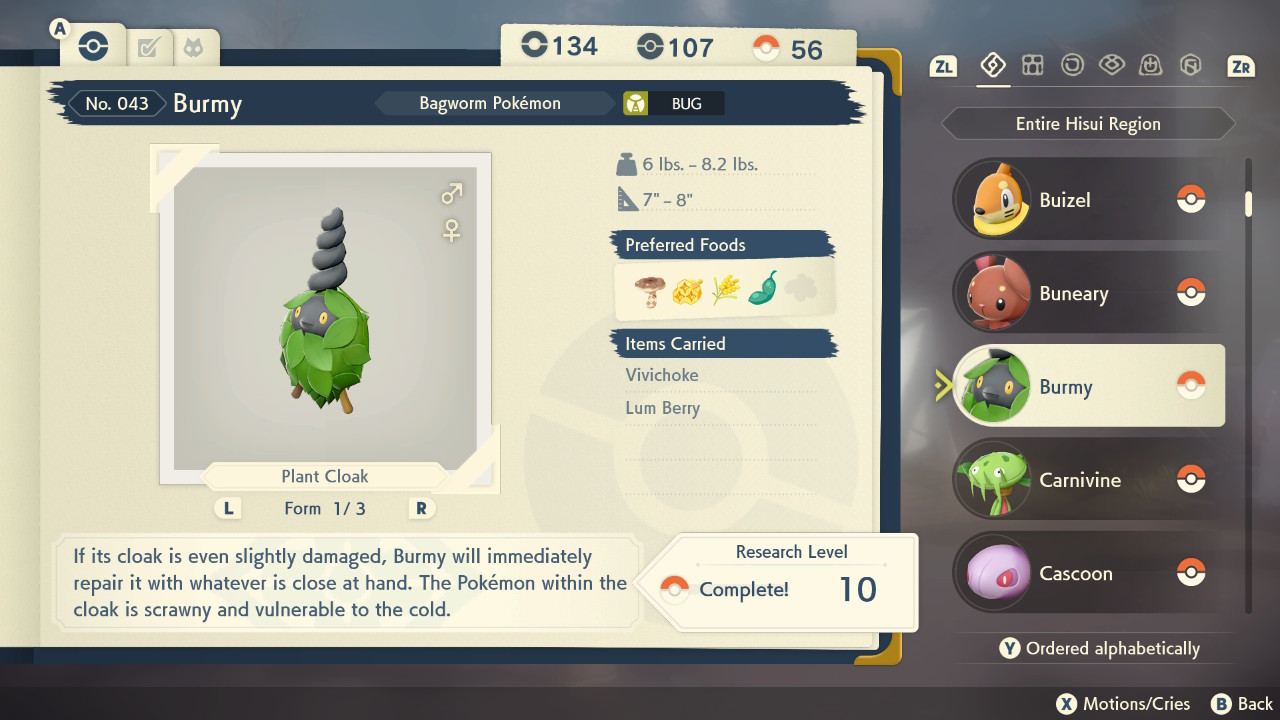 A
134
107
56
ZL
ZR
No. 043
Burmy
Bagworm Pokémon
BUG
Entire Hisui Region
6 lbs. – 8.2 lbs.
7" – 8"
Preferred Foods
Items Carried
Vivichoke
Lum Berry
Plant Cloak
L
Form 1/ 3
R
If its cloak is even slightly damaged, Burmy will immediately
repair it with whatever is close at hand. The Pokémon within the
cloak is scrawny and vulnerable to the cold.
Research Level
Complete! 10
Buizel
Buneary
Burmy
Carnivine
Cascoon
Y Ordered alphabetically
X Motions/Cries
B Back